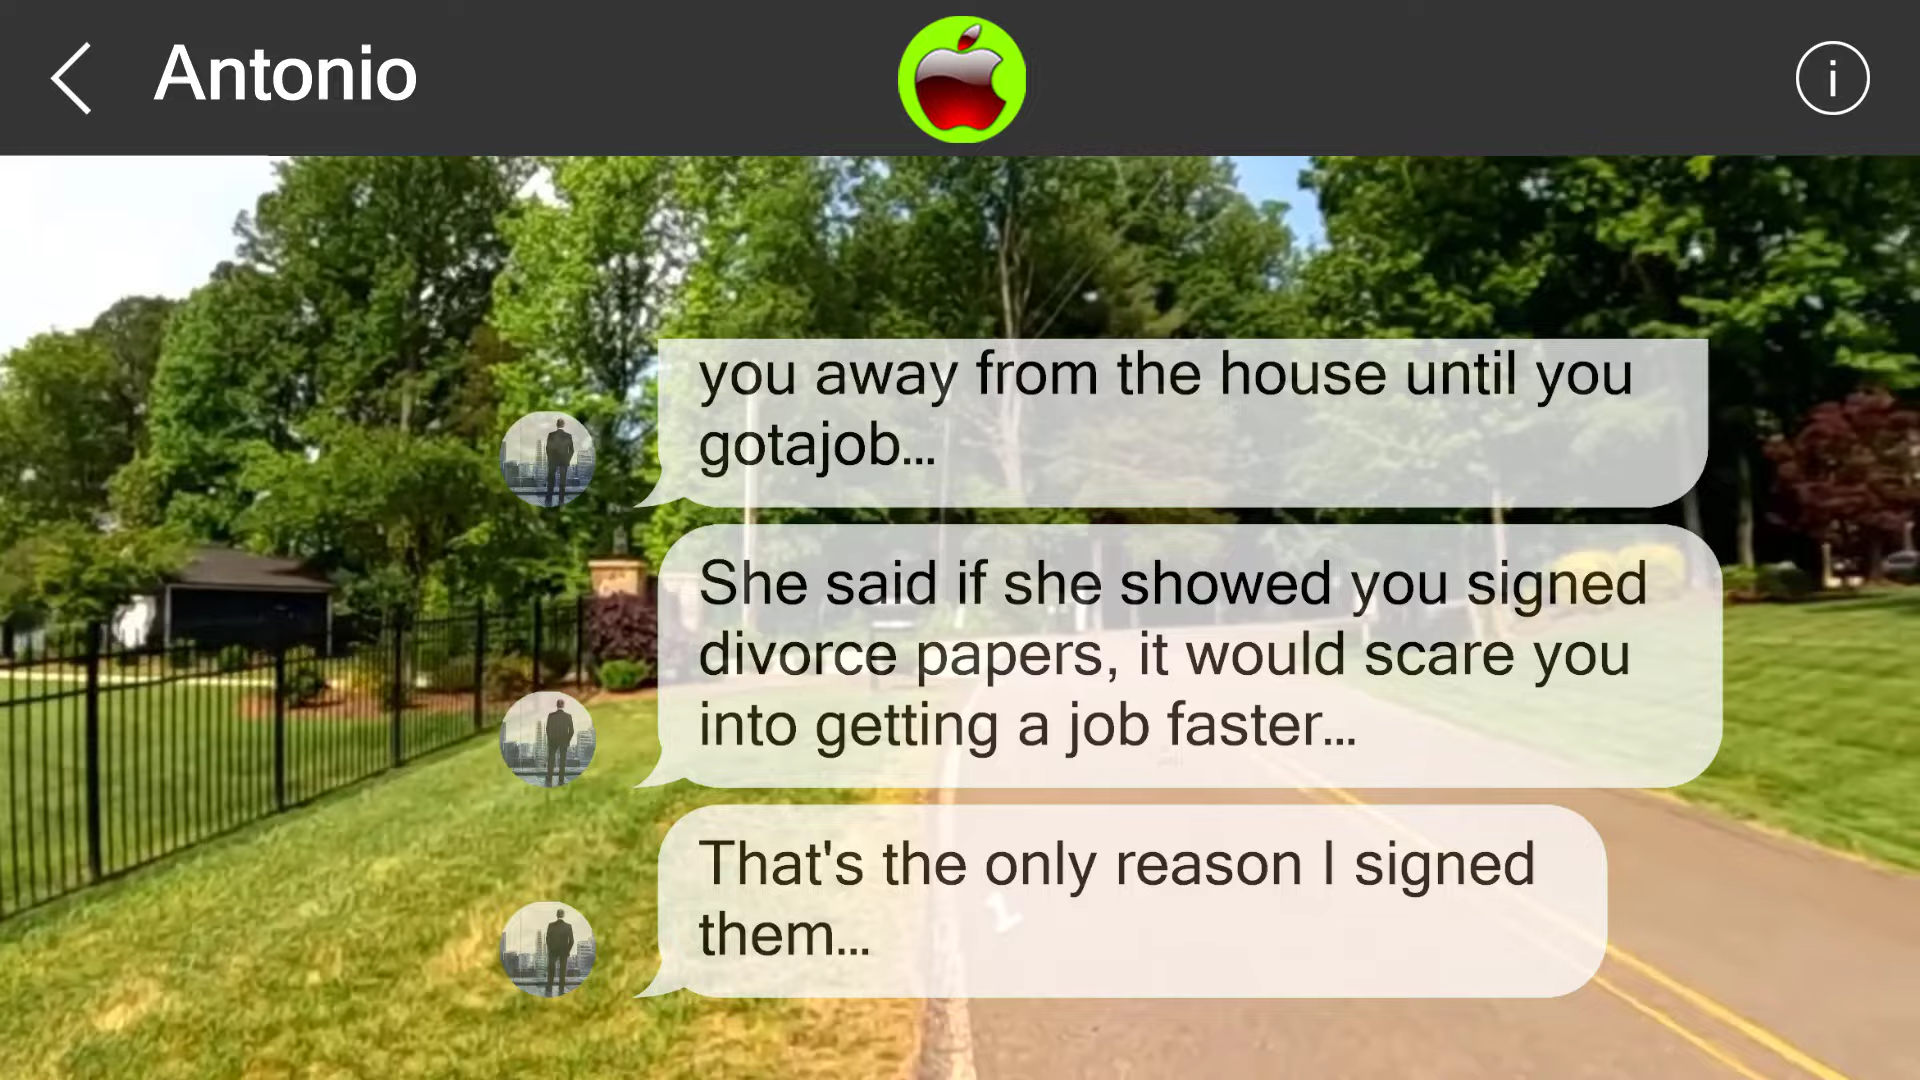 Antonio
i
you away from the house until you
gotajob...
She said if she showed you signed
divorce papers, it would scare you
into getting a job faster...
That's the only reason I signed
them...